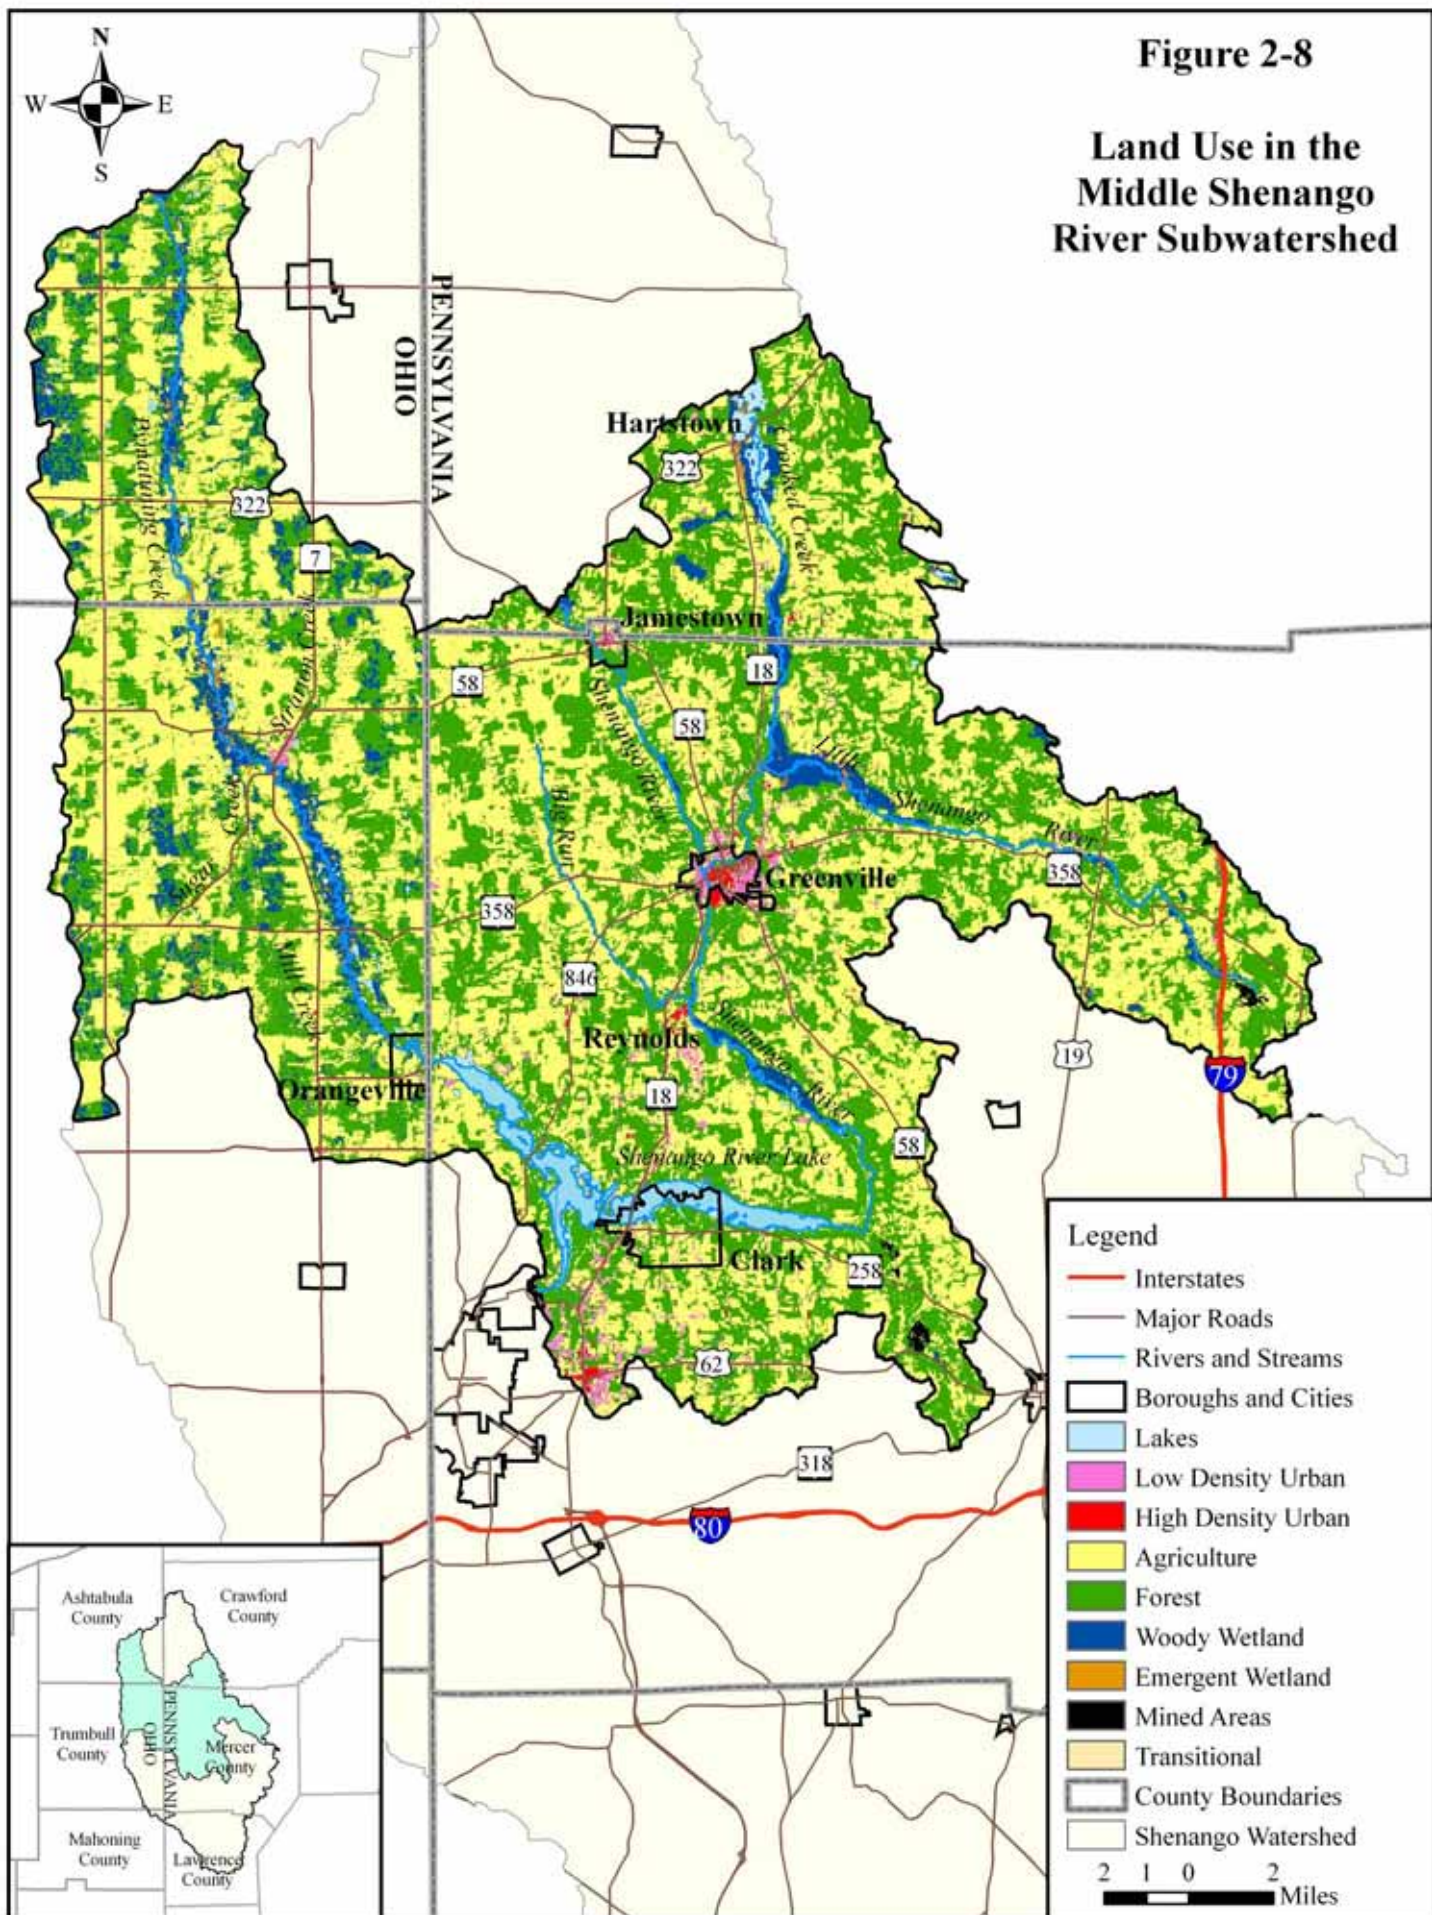 Figure 2-8
Land Use in the
Middle Shenango
River Subwatershed
N
W
E
S
PENNSYLVANIA
OHIO
Hartstown
322
Crooked Creek
Pymatuning Creek
322
7
Jamestown
Stratton Creek
58
18
Shenango River
58
Little
Shenango
River
Big Run
Sugar
Creek
Greenville
358
358
846
Mill Creek
Shenango
River
Reynolds
19
79
Orangeville
18
58
Shenango River Lake
Clark
258
62
318
80
Legend
Interstates
Major Roads
Rivers and Streams
Boroughs and Cities
Lakes
Low Density Urban
High Density Urban
Agriculture
Forest
Woody Wetland
Emergent Wetland
Mined Areas
Transitional
County Boundaries
Shenango Watershed
2 1 0 2
Miles
Ashtabula
County
Crawford
County
Trumbull
County
PENNSYLVANIA
OHIO
Mercer
County
Mahoning
County
Lawrence
County